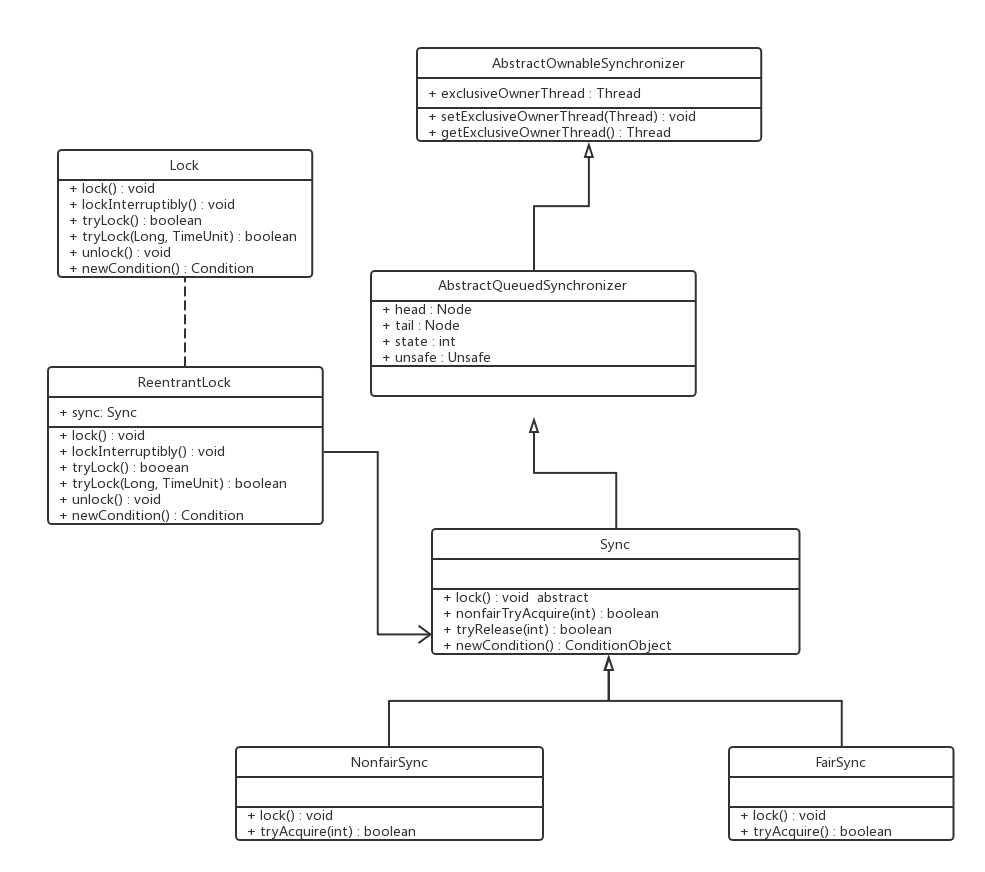 AbstractOwnableSynchronizer
+ exclusiveOwnerThread : Thread
+ setExclusiveOwnerThread(Thread) : void
+ getExclusiveOwnerThread() : Thread
Lock
+ lock() : void
+ lockInterruptibly() : void
+ tryLock() : boolean
+ tryLock(Long, TimeUnit) : boolean
+ unlock() : void
+ newCondition() : Condition
AbstractQueuedSynchronizer
+ head : Node
+ tail : Node
+ state : int
+ unsafe : Unsafe
ReentrantLock
+ sync: Sync
+ lock() : void
+ lockInterruptibly() : void
+ tryLock() : booean
+ tryLock(Long, TimeUnit) : boolean
+ unlock() : void
+ newCondition() : Condition
Sync
+ lock() : void  abstract
+ nonfairTryAcquire(int) : boolean
+ tryRelease(int) : boolean
+ newCondition() : ConditionObject
NonfairSync
+ lock() : void
+ tryAcquire(int) : boolean
FairSync
+ lock() : void
+ tryAcquire() : boolean